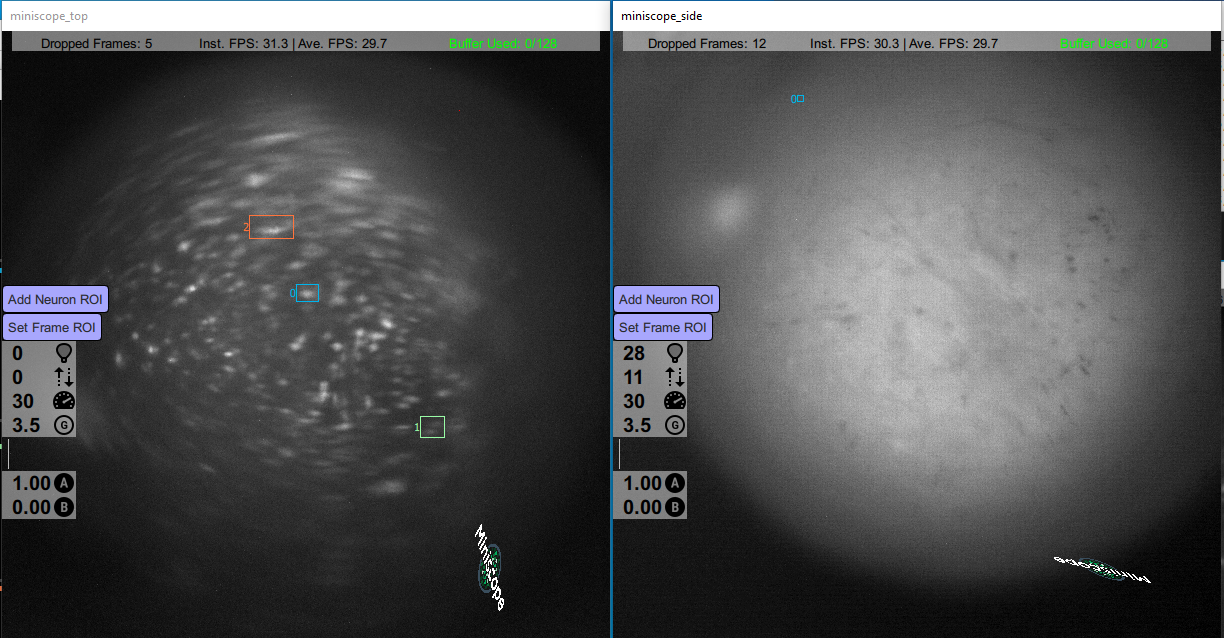 miniscope_top
Dropped Frames: 5 Inst. FPS: 31.3 | Ave. FPS: 29.7 Buffer Used: 0/128
2
0
Add Neuron ROI
Set Frame ROI
0
0
30
3.5 G
1
1.00 A
0.00 B
Miniscope
miniscope_side
Dropped Frames: 12 Inst. FPS: 30.3 | Ave. FPS: 29.7 Buffer Used: 0/128
0
Add Neuron ROI
Set Frame ROI
28
11
30
3.5 G
1.00 A
0.00 B
Miniscope